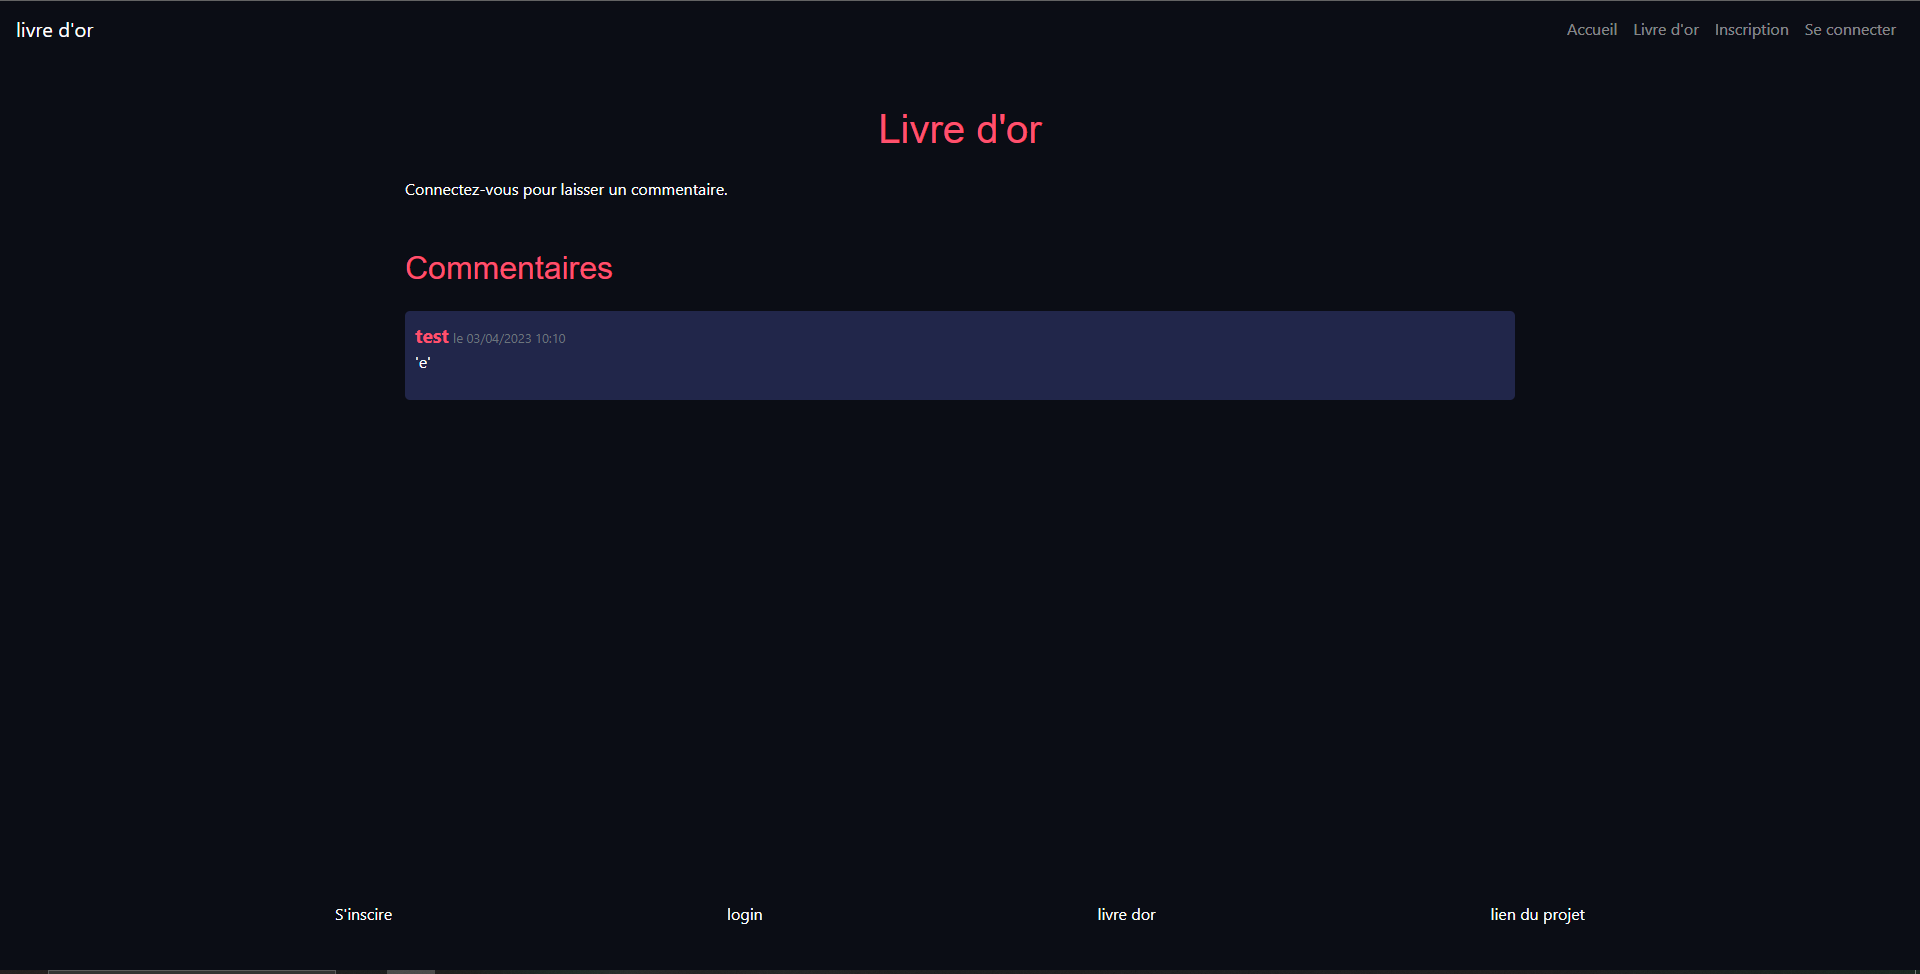 livre d'or
Accueil Livre d'or Inscription Se connecter
Livre d'or
Connectez-vous pour laisser un commentaire.
Commentaires
test le 03/04/2023 10:10
'e'
S'inscire login livre dor lien du projet